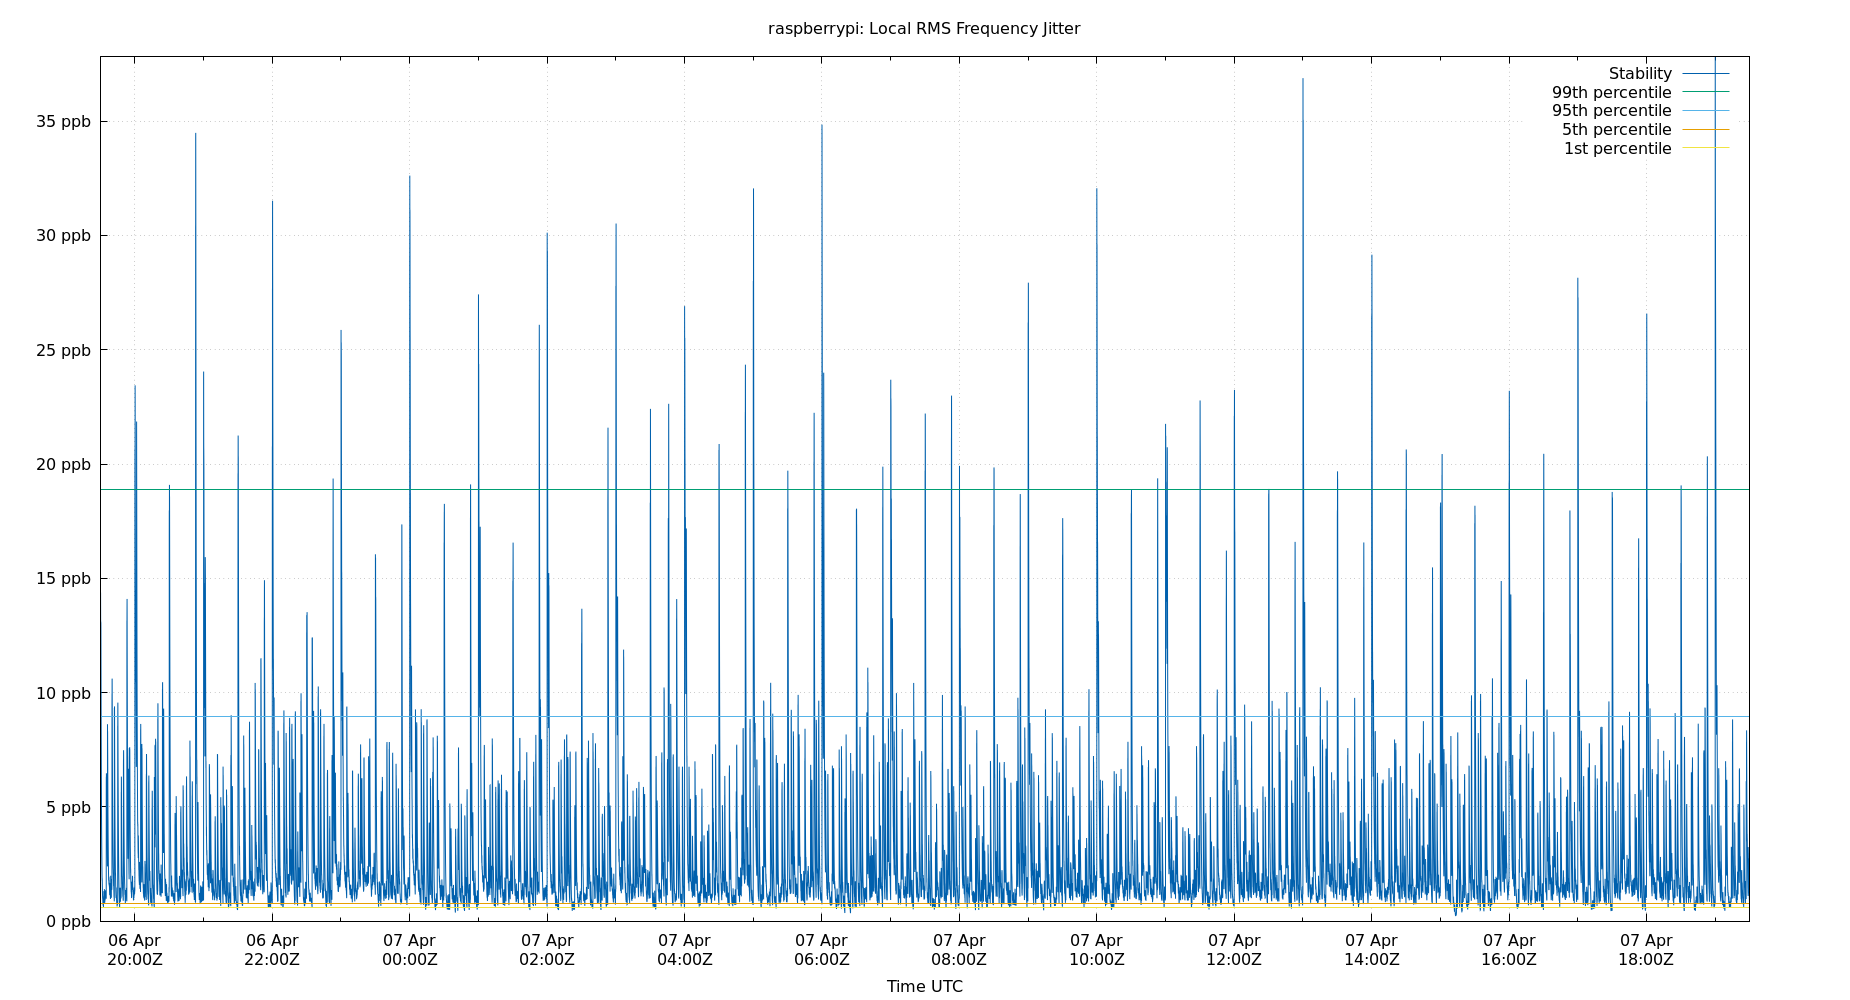 raspberrypi: Local RMS Frequency Jitter
Stability
99th percentile
95th percentile
5th percentile
1st percentile
35 ppb
30 ppb
25 ppb
20 ppb
15 ppb
10 ppb
5 ppb
0 ppb
06 Apr 06 Apr 07 Apr 07 Apr 07 Apr 07 Apr 07 Apr 07 Apr 07 Apr 07 Apr 07 Apr 07 Apr
20:00Z 22:00Z 00:00Z 02:00Z 04:00Z 06:00Z 08:00Z 10:00Z 12:00Z 14:00Z 16:00Z 18:00Z
Time UTC